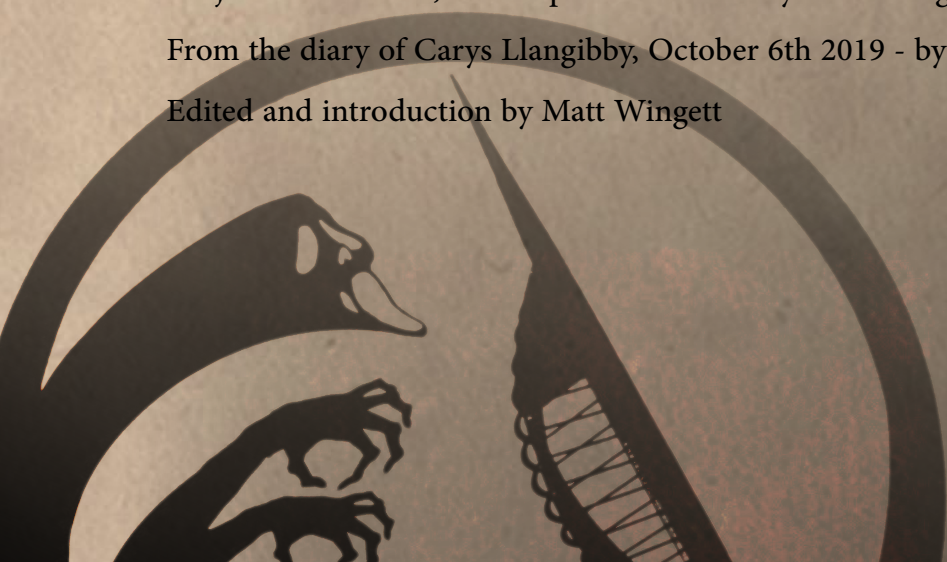 From the diary of Carys Llangibby, October 6th 2019 - by
Edited and introduction by Matt Wingett